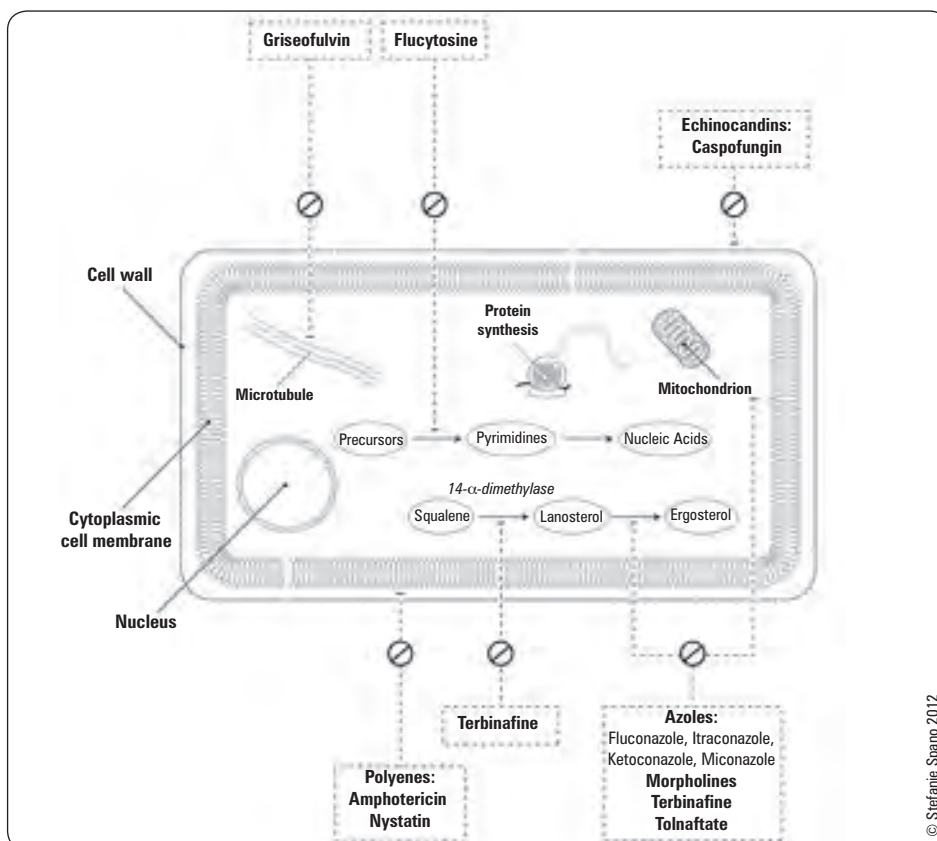 Griseofulvin
Flucytosine
Echinocandins:
Caspofungin
Cell wall
Protein
synthesis
Microtubule
Mitochondrion
Precursors
Pyrimidines
Nucleic Acids
14-α-dimethylase
Squalene
Lanosterol
Ergosterol
Cytoplasmic
cell membrane
Nucleus
Terbinafine
Polyenes:
Amphotericin
Nystatin
Azoles:
Fluconazole, Itraconazole,
Ketoconazole, Miconazole
Morpholines
Terbinafine
Tolnaftate
© Stefanie Spano 2012